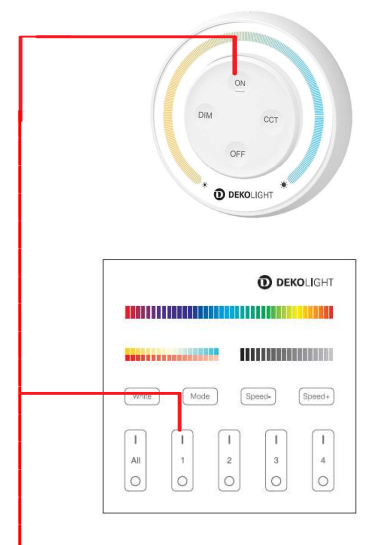 ON
DIM
CCT
OFF
DEKOLIGHT
DEKOLIGHT
White Mode Speed- Speed+
All 1 2 3 4